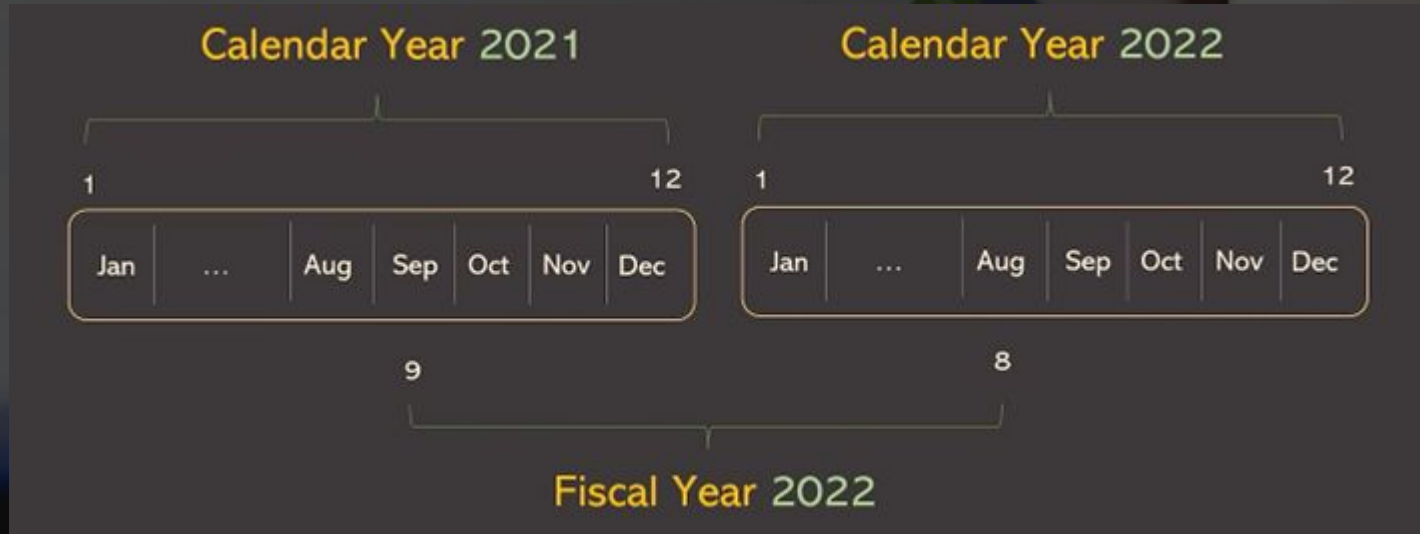 Calendar Year 2021
Calendar Year 2022
1 12
1 12
Jan ... Aug Sep Oct Nov Dec
Jan ... Aug Sep Oct Nov Dec
9 8
Fiscal Year 2022